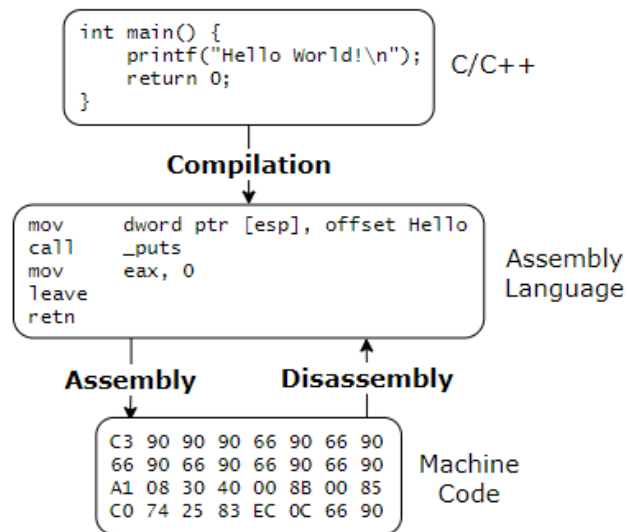 int main() {
    printf("Hello World!\n");
    return 0;
}
C/C++
Compilation
mov     dword ptr [esp], offset Hello
call    _puts
mov     eax, 0
leave
retn
Assembly
Language
Assembly
Disassembly
C3 90 90 90 66 90 66 90
66 90 66 90 66 90 66 90
A1 08 30 40 00 8B 00 85
C0 74 25 83 EC 0C 66 90
Machine
Code